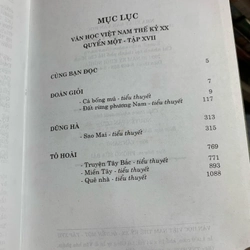 MỤC LỤC
VĂN HỌC VIỆT NAM THẾ KỶ XX
QUYỂN MỘT - TẬP XVII
CÙNG BẠN ĐỌC 5
ĐOÀN GIỎI 7
- Cá bống mú - tiểu thuyết 9
- Đất rừng phương Nam - tiểu thuyết 117
DŨNG HÀ 313
- Sao Mai - tiểu thuyết 315
TÔ HOÀI 769
- Truyện Tây Bắc - tiểu thuyết 771
- Miền Tây - tiểu thuyết 893
- Quê nhà - tiểu thuyết 1088